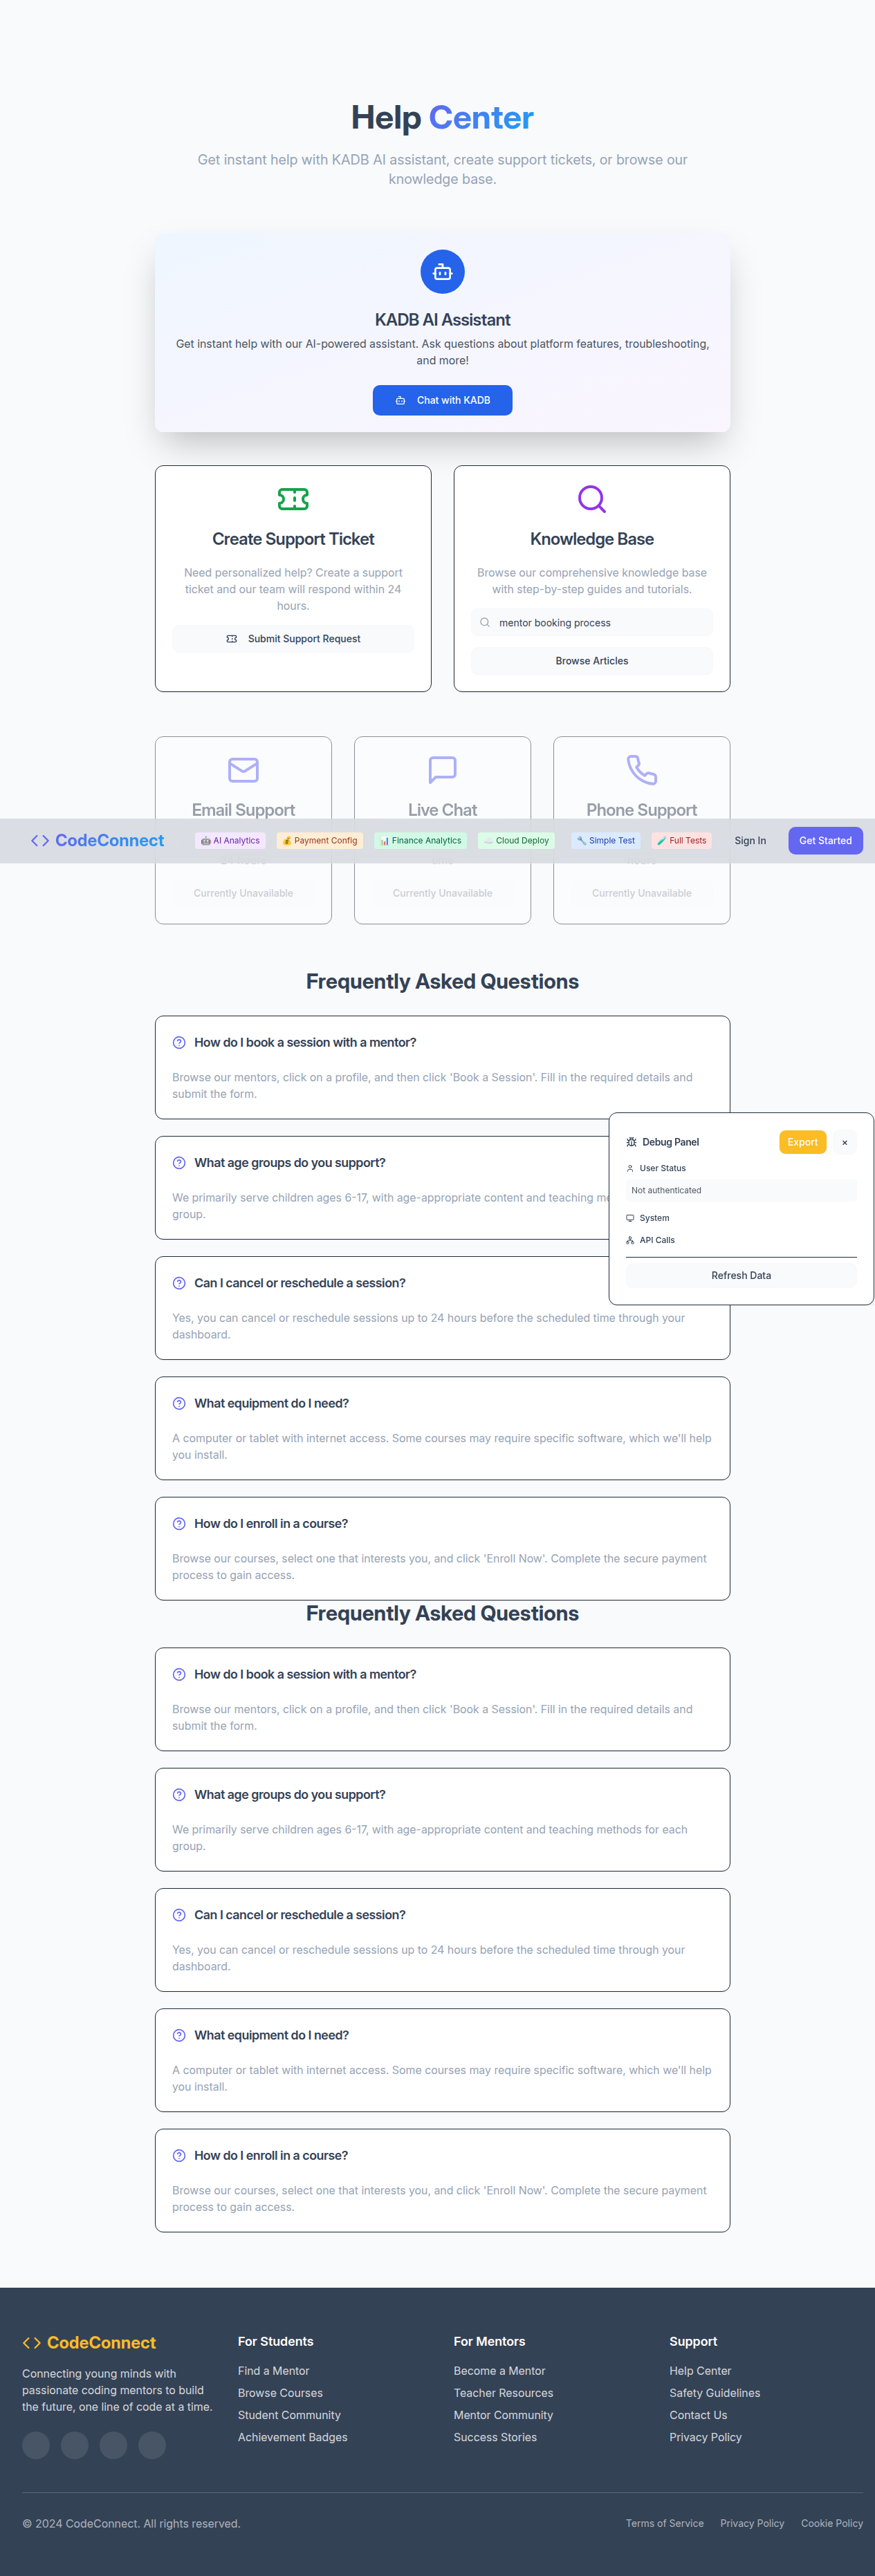 Help Center
Get instant help with KADB AI assistant, create support tickets, or browse our
knowledge base.
KADB AI Assistant
Get instant help with our AI-powered assistant. Ask questions about platform features, troubleshooting,
and more!
Chat with KADB
Create Support Ticket
Need personalized help? Create a support
ticket and our team will respond within 24
hours.
Submit Support Request
Knowledge Base
Browse our comprehensive knowledge base
with step-by-step guides and tutorials.
mentor booking process
Browse Articles
Email Support
Live Chat
Phone Support
CodeConnect
🤖 AI Analytics
💰 Payment Config
📊 Finance Analytics
☁️ Cloud Deploy
🔧 Simple Test
🧪 Full Tests
Sign In
Get Started
Currently Unavailable
Currently Unavailable
Currently Unavailable
Frequently Asked Questions
How do I book a session with a mentor?
Browse our mentors, click on a profile, and then click 'Book a Session'. Fill in the required details and
submit the form.
What age groups do you support?
We primarily serve children ages 6-17, with age-appropriate content and teaching
group.
Debug Panel
Export
×
User Status
Not authenticated
System
API Calls
Refresh Data
Can I cancel or reschedule a session?
Yes, you can cancel or reschedule sessions up to 24 hours before the scheduled time through your
dashboard.
What equipment do I need?
A computer or tablet with internet access. Some courses may require specific software, which we'll help
you install.
How do I enroll in a course?
Browse our courses, select one that interests you, and click 'Enroll Now'. Complete the secure payment
process to gain access.
Frequently Asked Questions
How do I book a session with a mentor?
Browse our mentors, click on a profile, and then click 'Book a Session'. Fill in the required details and
submit the form.
What age groups do you support?
We primarily serve children ages 6-17, with age-appropriate content and teaching methods for each
group.
Can I cancel or reschedule a session?
Yes, you can cancel or reschedule sessions up to 24 hours before the scheduled time through your
dashboard.
What equipment do I need?
A computer or tablet with internet access. Some courses may require specific software, which we'll help
you install.
How do I enroll in a course?
Browse our courses, select one that interests you, and click 'Enroll Now'. Complete the secure payment
process to gain access.
CodeConnect
Connecting young minds with
passionate coding mentors to build
the future, one line of code at a time.
For Students
Find a Mentor
Browse Courses
Student Community
Achievement Badges
For Mentors
Become a Mentor
Teacher Resources
Mentor Community
Success Stories
Support
Help Center
Safety Guidelines
Contact Us
Privacy Policy
© 2024 CodeConnect. All rights reserved.
Terms of Service
Privacy Policy
Cookie Policy